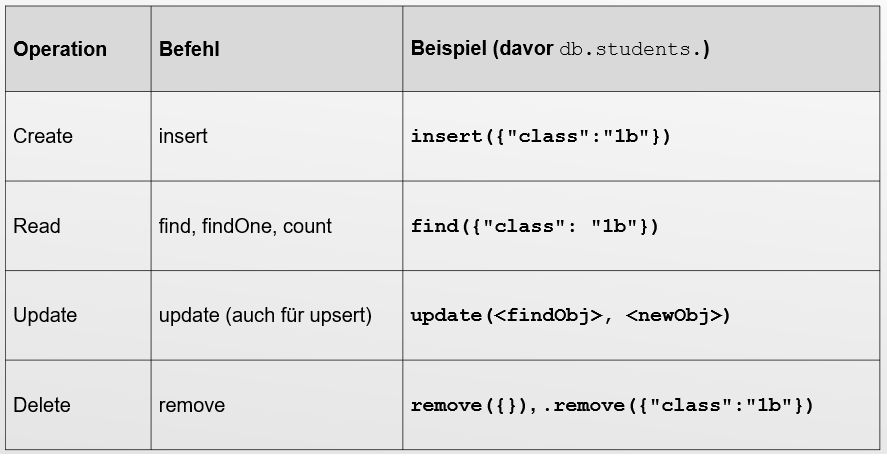 Operation Befehl Beispiel (davor db.students.)
Create insert insert({"class":"1b"})
Read find, findOne, count find({"class": "1b"})
Update update (auch für upsert) update(<findObj>, <newObj>)
Delete remove remove({}), .remove({"class":"1b"})